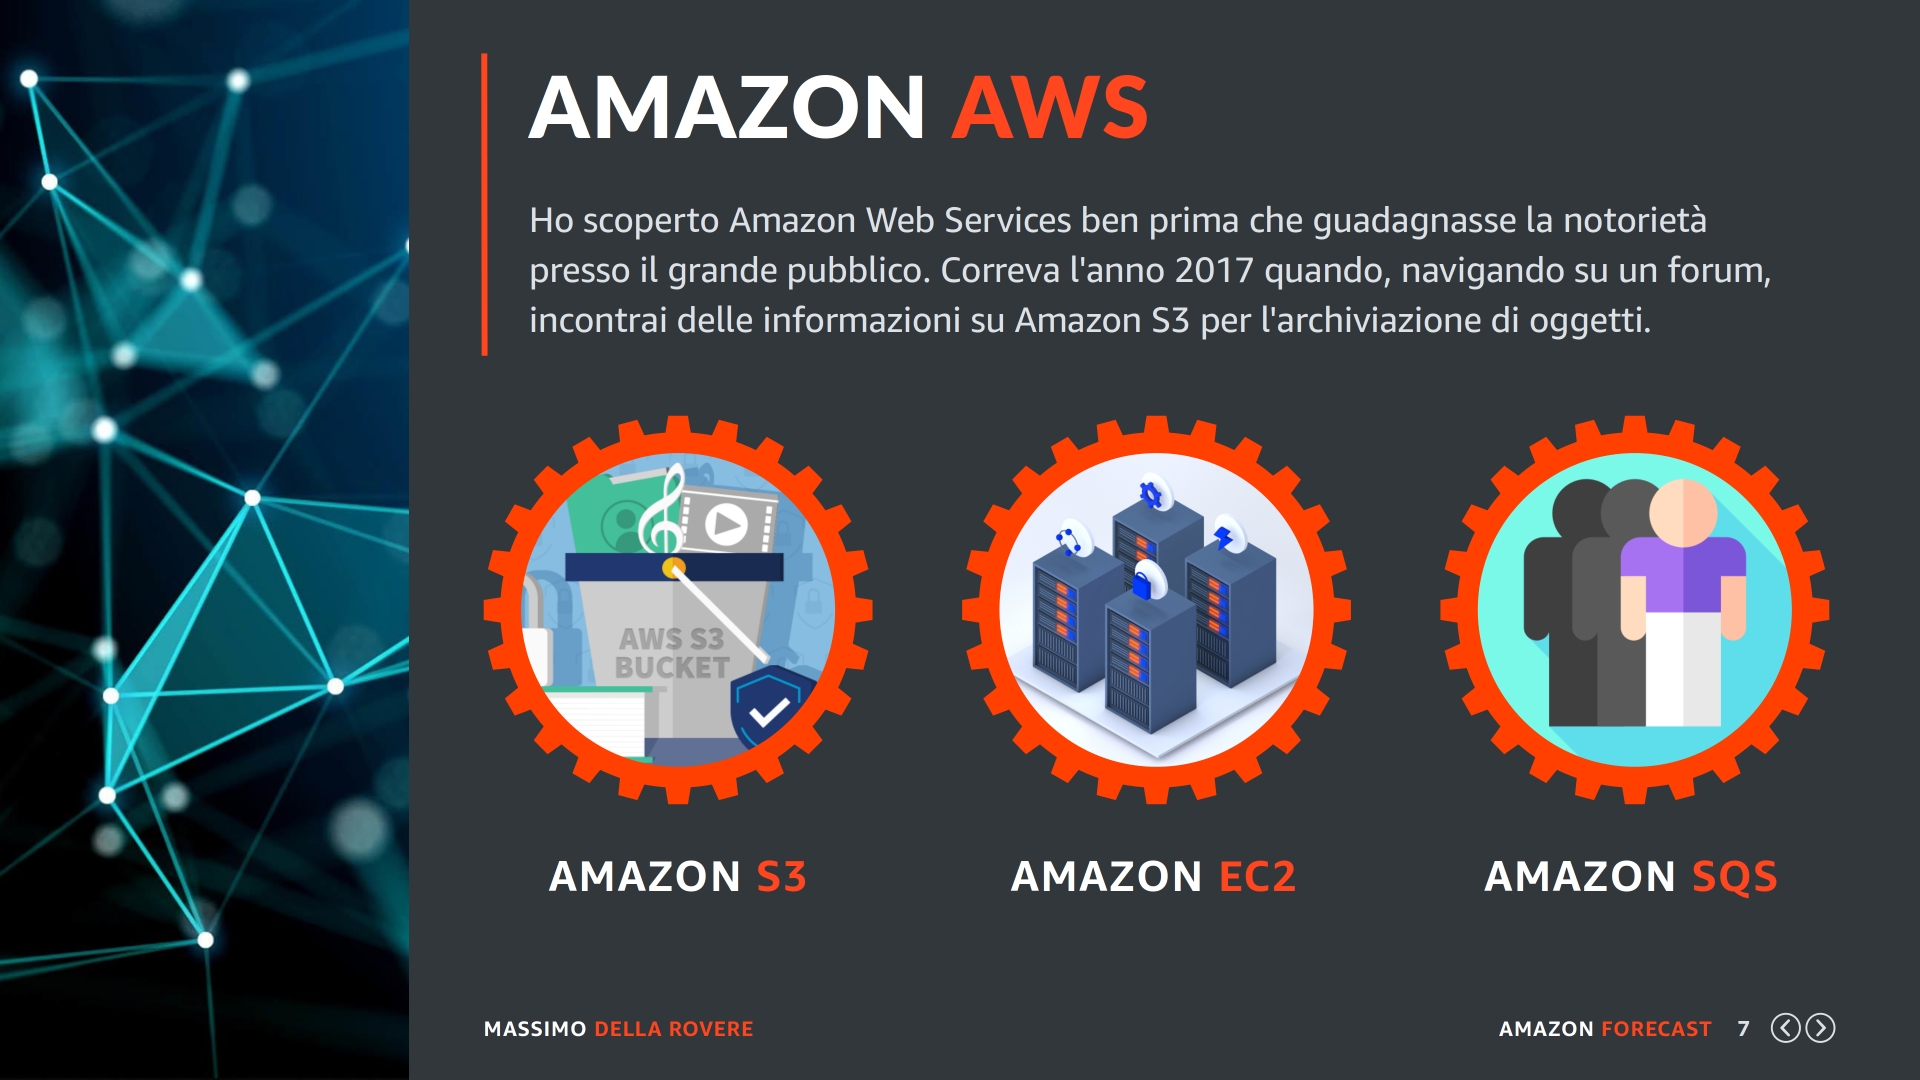 AMAZON AWS
Ho scoperto Amazon Web Services ben prima che guadagnasse la notorietà
presso il grande pubblico. Correva l'anno 2017 quando, navigando su un forum,
incontrai delle informazioni su Amazon S3 per l'archiviazione di oggetti.
AWS S3
BUCKET
AMAZON S3
AMAZON EC2
AMAZON SQS
MASSIMO DELLA ROVERE
AMAZON FORECAST 7